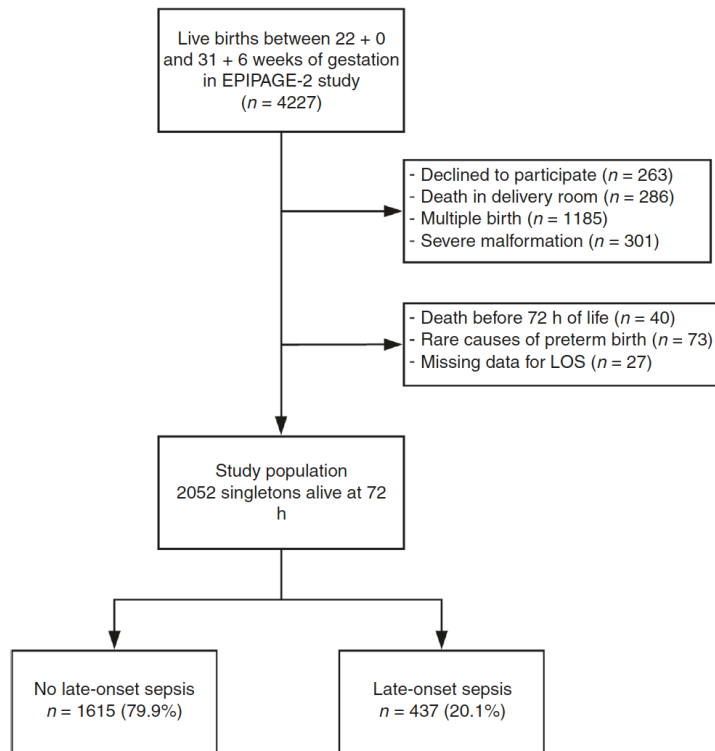 Live births between 22 + 0
and 31 + 6 weeks of gestation
in EPIPAGE-2 study
(n = 4227)
- Declined to participate (n = 263)
- Death in delivery room (n = 286)
- Multiple birth (n = 1185)
- Severe malformation (n = 301)
- Death before 72 h of life (n = 40)
- Rare causes of preterm birth (n = 73)
- Missing data for LOS (n = 27)
Study population
2052 singletons alive at 72
h
No late-onset sepsis
n = 1615 (79.9%)
Late-onset sepsis
n = 437 (20.1%)